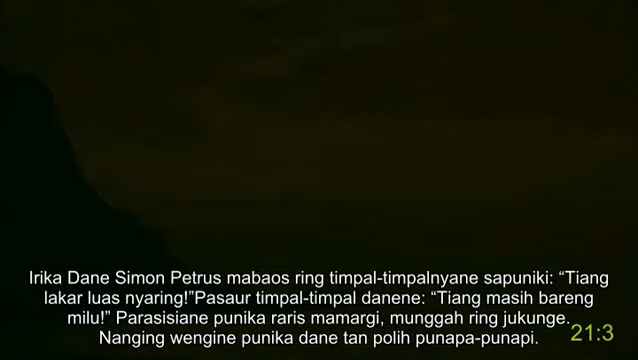 Irika Dane Simon Petrus mabaos ring timpal-timpalnyane sapuniki: “Tiang
lakar luas nyaring!”Pasaur timpal-timpal danene: “Tiang masih bareng
milu!” Parasisiane punika raris mamargi, munggah ring jukunge.
Nanging wengine punika dane tan polih punapa-punapi.
21:3